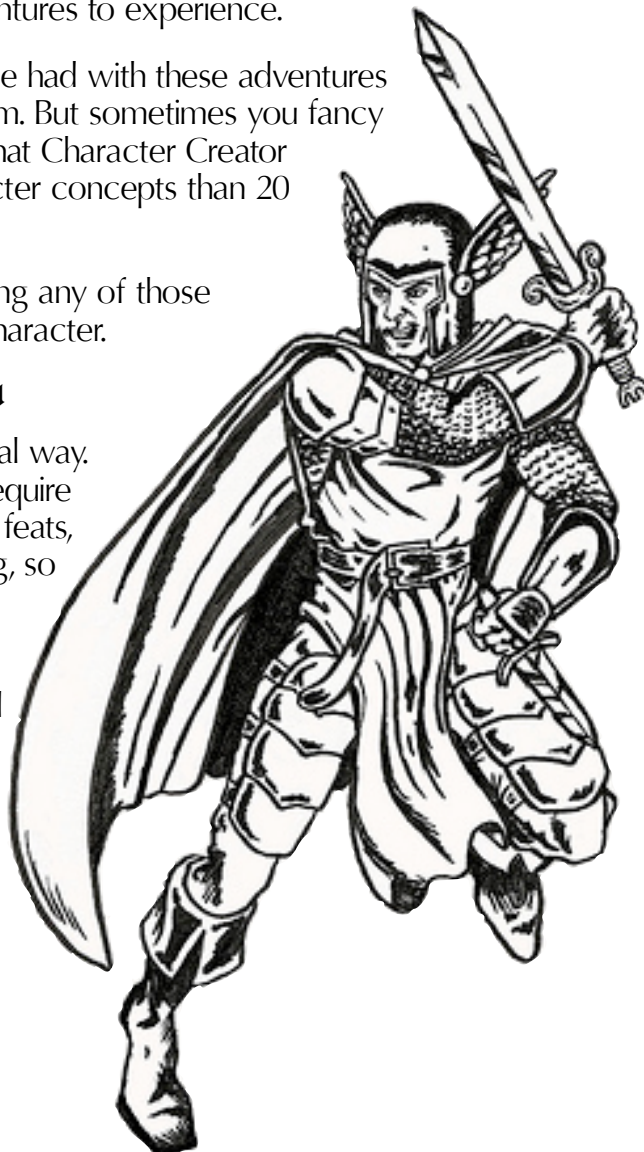 ntures to experience.
e had with these adventures
m. But sometimes you fancy
hat Character Creator
cter concepts than 20
ng any of those
haracter.
al way.
equire
feats,
g, so